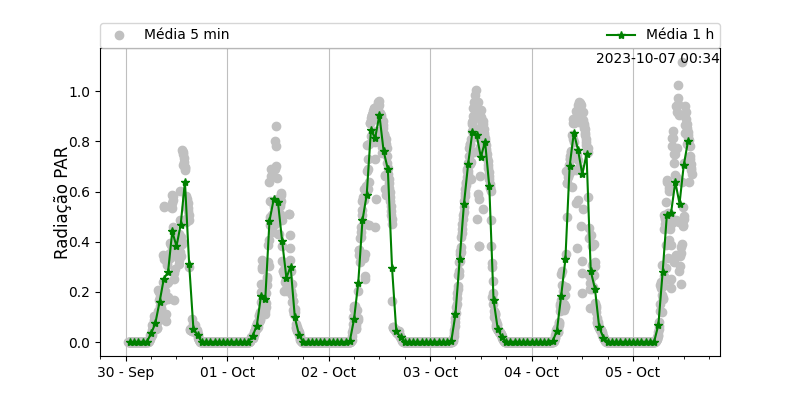 Média 5 min
Média 1 h
2023-10-07 00:34
Radiação PAR
1.0
0.8
0.6
0.4
0.2
0.0
30 - Sep
01 - Oct
02 - Oct
03 - Oct
04 - Oct
05 - Oct